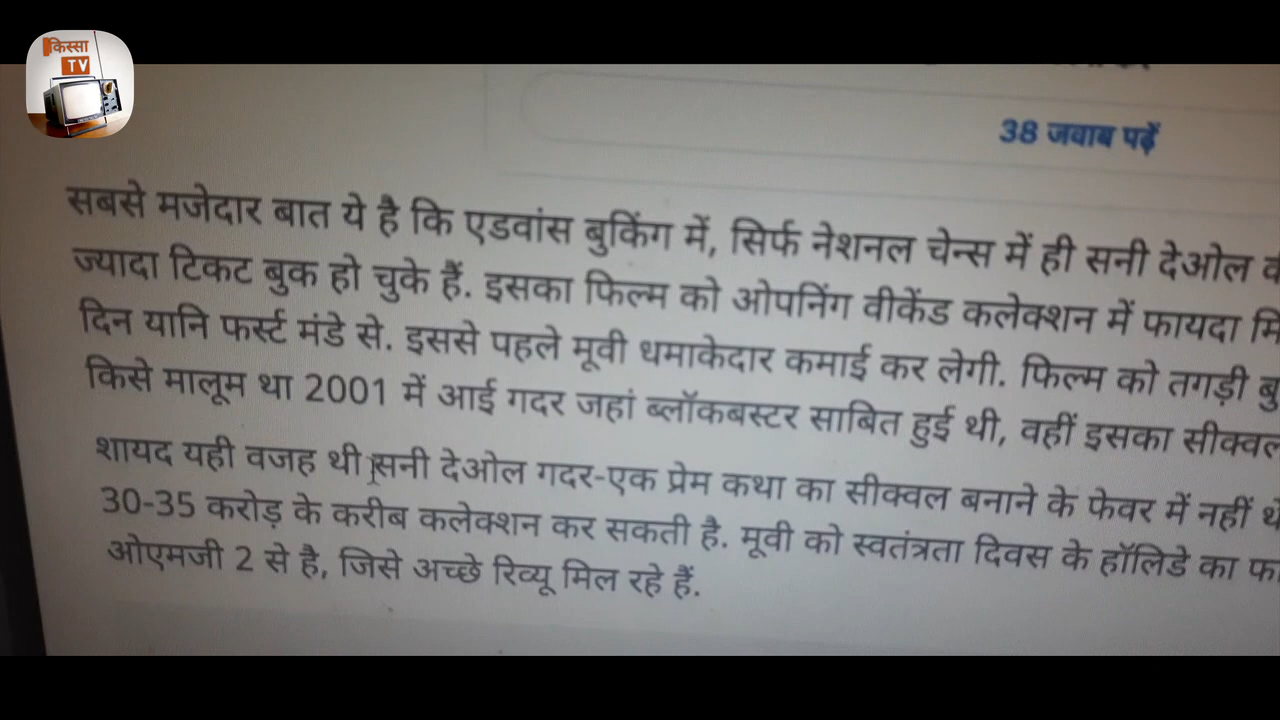 किस्सा
TV
38 जवाब पढ़ें
सबसे मजेदार बात ये है कि एडवांस बुकिंग में, सिर्फ नेशनल चेन्स में ही सनी देओल
ज्यादा टिकट बुक हो चुके हैं. इसका फिल्म को ओपनिंग वीकेंड कलेक्शन में फायदा
दिन यानि फर्स्ट मंडे से. इससे पहले मूवी धमाकेदार कमाई कर लेगी. फिल्म को तगड़ी
किसे मालूम था 2001 में आई गदर जहां ब्लॉकबस्टर साबित हुई थी, वहीं इसका सीक्वल
शायद यही वजह थी सनी देओल गदर-एक प्रेम कथा का सीक्वल बनाने के फेवर में नहीं
30-35 करोड़ के करीब कलेक्शन कर सकती है. मूवी को स्वतंत्रता दिवस के हॉलिडे का
ओएमजी 2 से है, जिसे अच्छे रिव्यू मिल रहे हैं.